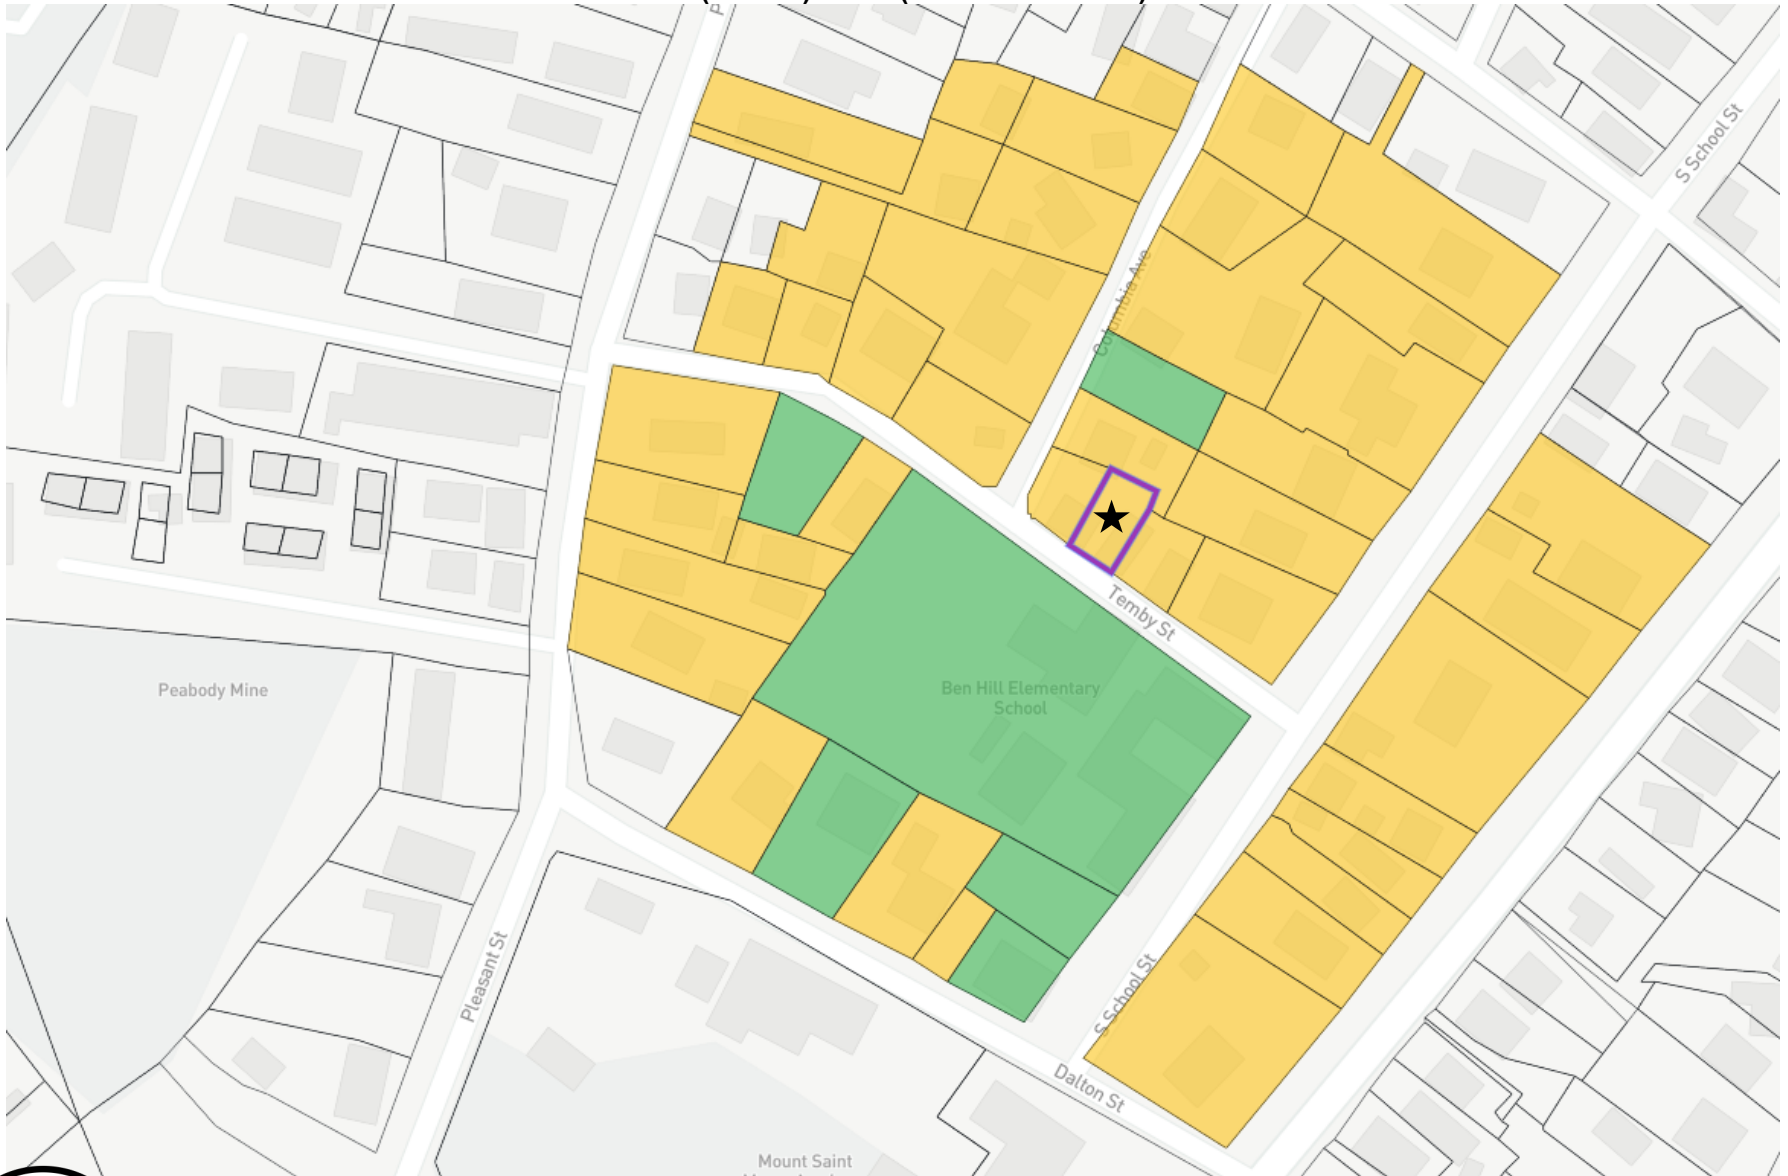 S School St
Columbia Ave
Temby St
Peabody Mine
Ben Hill Elementary
School
Pleasant St
S School St
Dalton St
Mount Saint